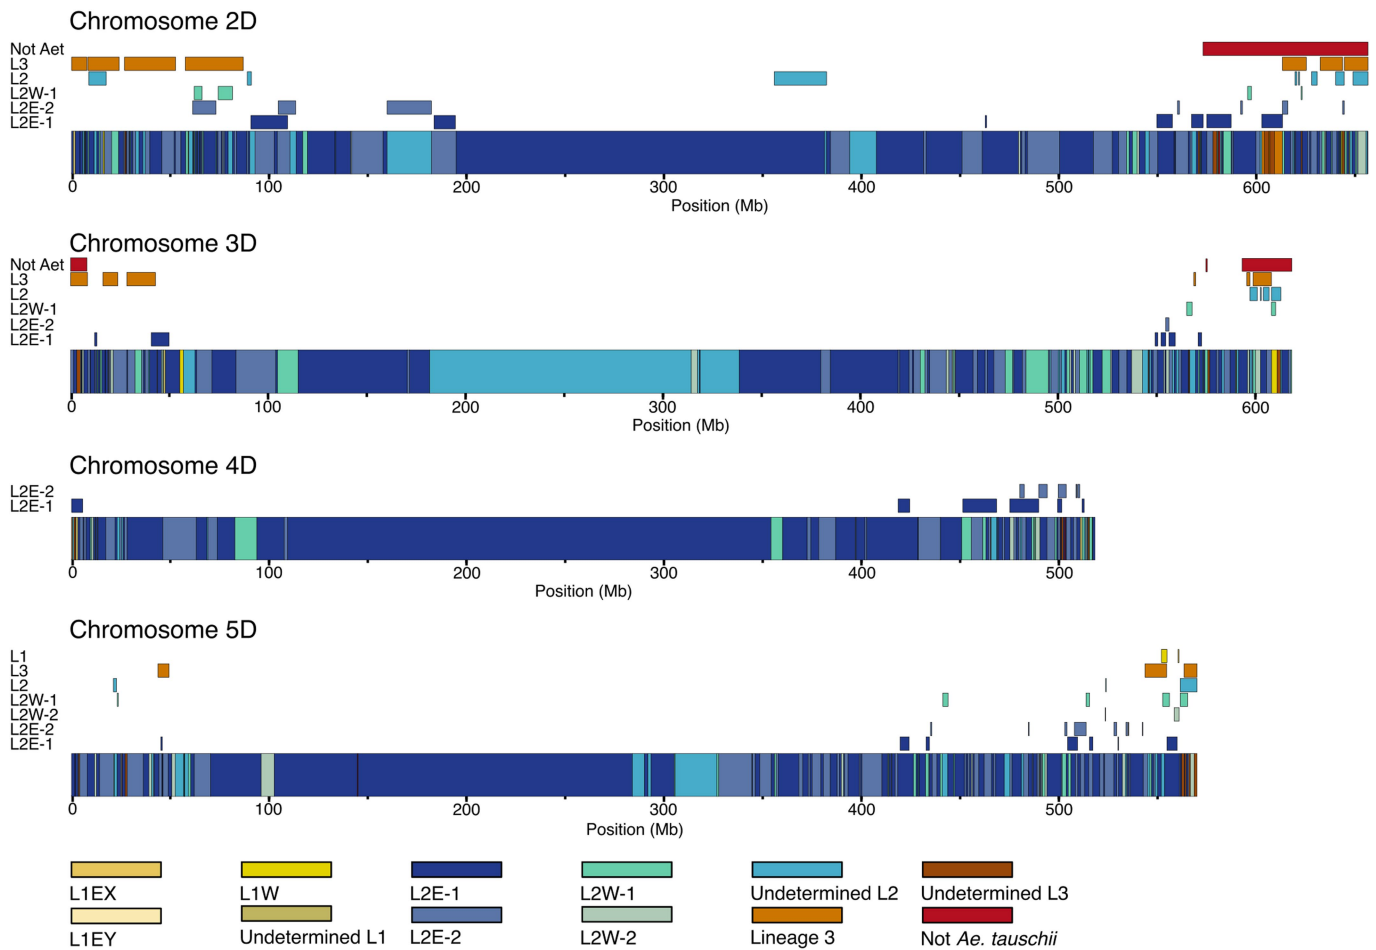 Chromosome 2D
Not Aet
L3
L2
L2W-1
L2E-2
L2E-1
0 100 200 300 400 500 600
Position (Mb)
Chromosome 3D
Not Aet
L3
L2
L2W-1
L2E-2
L2E-1
0 100 200 300 400 500 600
Position (Mb)
Chromosome 4D
L2E-2
L2E-1
0 100 200 300 400 500
Position (Mb)
Chromosome 5D
L1
L3
L2
L2W-1
L2W-2
L2E-2
L2E-1
0 100 200 300 400 500
Position (Mb)
L1EX L1W L2E-1 L2W-1 Undetermined L2 Undetermined L3
L1EY Undetermined L1 L2E-2 L2W-2 Lineage 3 Not Ae. tauschii